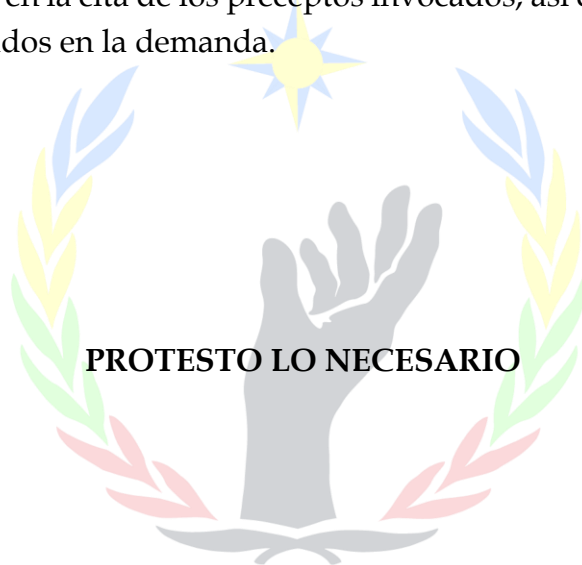 en la cita de los preceptos invocados, así
dos en la demanda.
PROTESTO LO NECESARIO